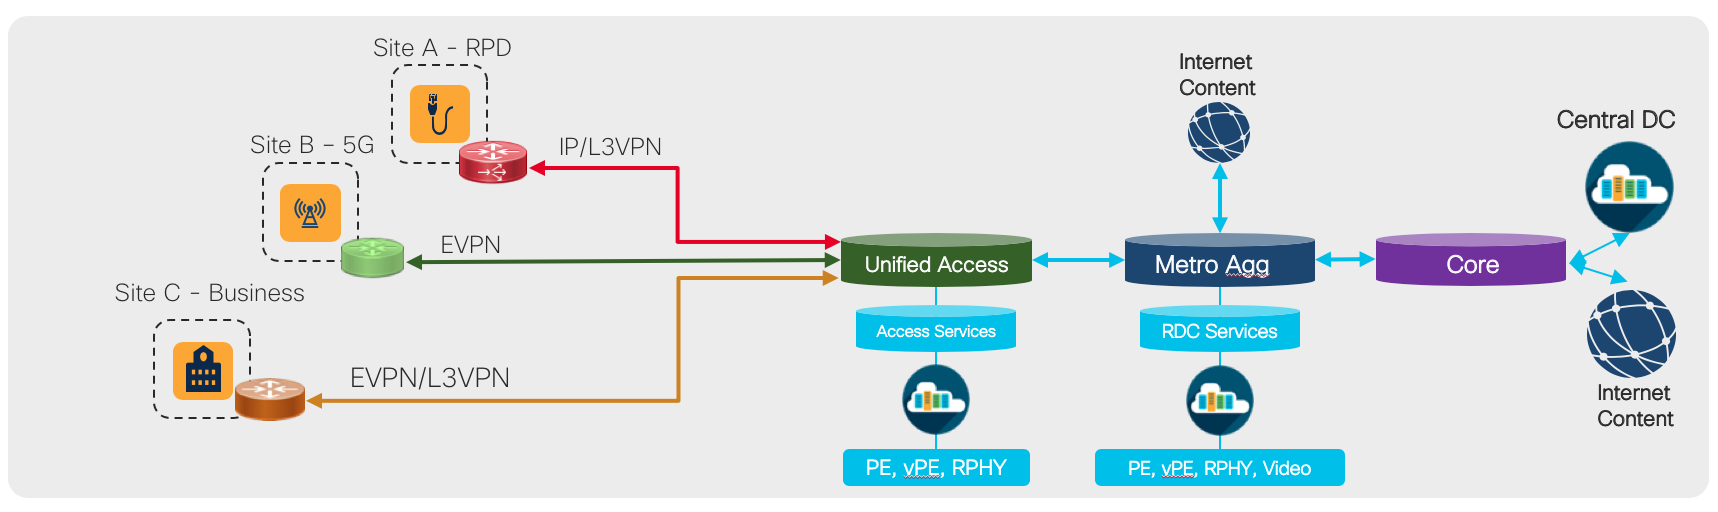 Site A - RPD
Internet
Content
Central DC
Site B - 5G
IP/L3VPN
EVPN
Unified Access
Metro Agg
Core
Site C - Business
Access Services
RDC Services
EVPN/L3VPN
Internet
Content
PE, vPE, RPHY
PE, vPE, RPHY, Video